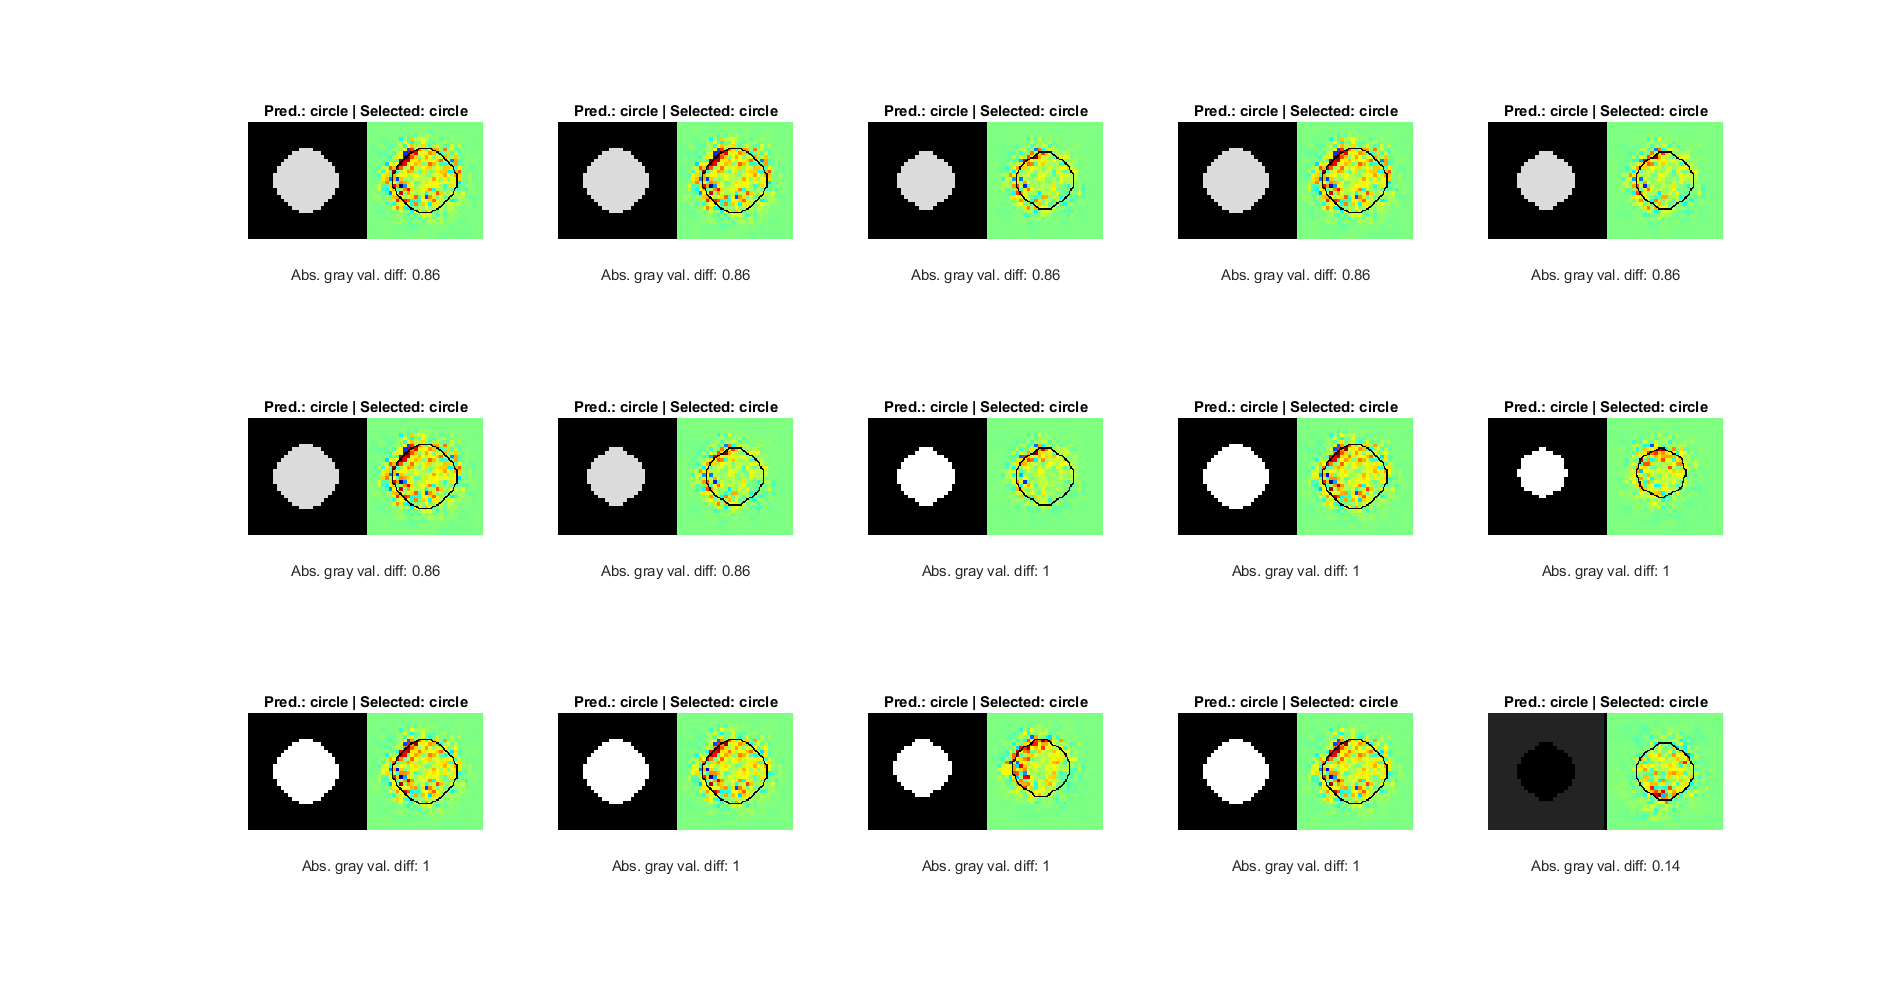 Pred.: circle | Selected: circle
Pred.: circle | Selected: circle
Pred.: circle | Selected: circle
Pred.: circle | Selected: circle
Pred.: circle | Selected: circle
Abs. gray val. diff: 0.86
Abs. gray val. diff: 0.86
Abs. gray val. diff: 0.86
Abs. gray val. diff: 0.86
Abs. gray val. diff: 0.86
Pred.: circle | Selected: circle
Pred.: circle | Selected: circle
Pred.: circle | Selected: circle
Pred.: circle | Selected: circle
Pred.: circle | Selected: circle
Abs. gray val. diff: 0.86
Abs. gray val. diff: 0.86
Abs. gray val. diff: 1
Abs. gray val. diff: 1
Abs. gray val. diff: 1
Pred.: circle | Selected: circle
Pred.: circle | Selected: circle
Pred.: circle | Selected: circle
Pred.: circle | Selected: circle
Pred.: circle | Selected: circle
Abs. gray val. diff: 1
Abs. gray val. diff: 1
Abs. gray val. diff: 1
Abs. gray val. diff: 1
Abs. gray val. diff: 0.14